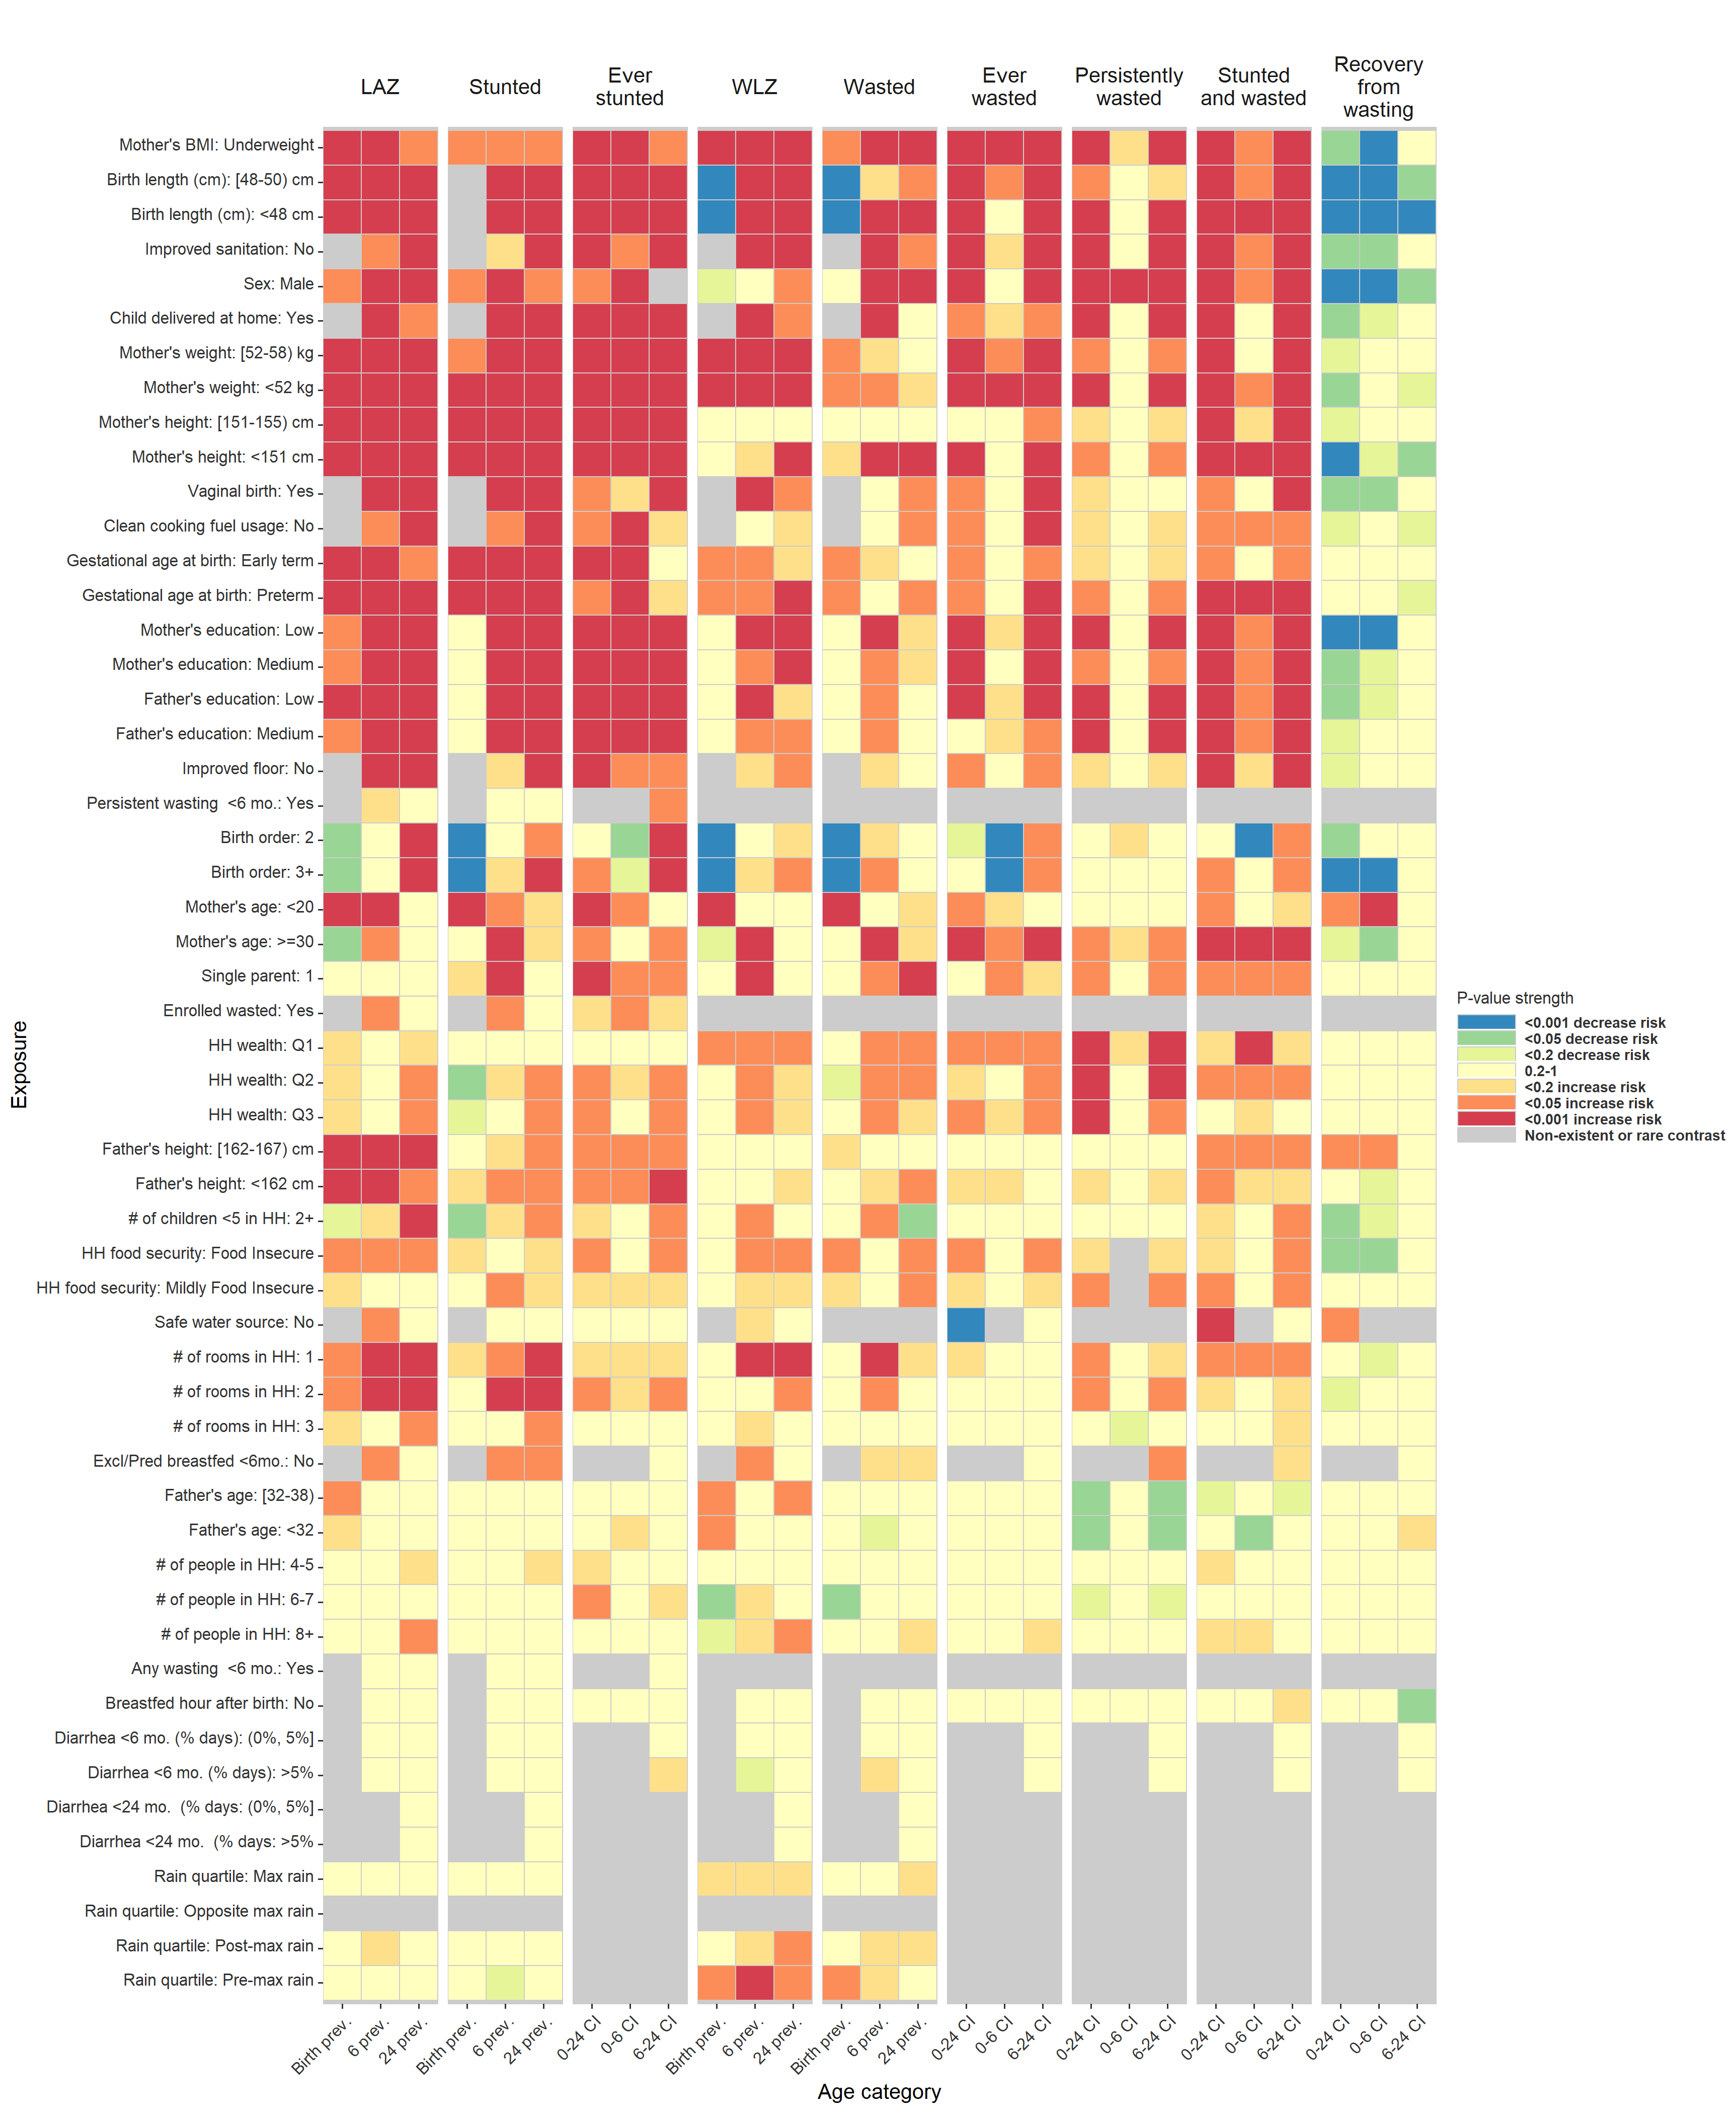 LAZ
Stunted
Ever
stunted
WLZ
Wasted
Ever
wasted
Persistently
wasted
Stunted
and wasted
Recovery
from
wasting
Exposure
Mother's BMI: Underweight
Birth length (cm): [48-50) cm
Birth length (cm): <48 cm
Improved sanitation: No
Sex: Male
Child delivered at home: Yes
Mother's weight: [52-58) kg
Mother's weight: <52 kg
Mother's height: [151-155) cm
Mother's height: <151 cm
Vaginal birth: Yes
Clean cooking fuel usage: No
Gestational age at birth: Early term
Gestational age at birth: Preterm
Mother's education: Low
Mother's education: Medium
Father's education: Low
Father's education: Medium
Improved floor: No
Persistent wasting  <6 mo.: Yes
Birth order: 2
Birth order: 3+
Mother's age: <20
Mother's age: >=30
Single parent: 1
Enrolled wasted: Yes
HH wealth: Q1
HH wealth: Q2
HH wealth: Q3
Father's height: [162-167) cm
Father's height: <162 cm
# of children <5 in HH: 2+
HH food security: Food Insecure
HH food security: Mildly Food Insecure
Safe water source: No
# of rooms in HH: 1
# of rooms in HH: 2
# of rooms in HH: 3
Excl/Pred breastfed <6mo.: No
Father's age: [32-38)
Father's age: <32
# of people in HH: 4-5
# of people in HH: 6-7
# of people in HH: 8+
Any wasting  <6 mo.: Yes
Breastfed hour after birth: No
Diarrhea <6 mo. (% days): (0%, 5%]
Diarrhea <6 mo. (% days): >5%
Diarrhea <24 mo.  (% days: (0%, 5%]
Diarrhea <24 mo.  (% days: >5%
Rain quartile: Max rain
Rain quartile: Opposite max rain
Rain quartile: Post-max rain
Rain quartile: Pre-max rain
Birth prev.
6 prev.
24 prev.
Birth prev.
6 prev.
24 prev.
0-24 CI
0-6 CI
6-24 CI
Birth prev.
6 prev.
24 prev.
Birth prev.
6 prev.
24 prev.
0-24 CI
0-6 CI
6-24 CI
0-24 CI
0-6 CI
6-24 CI
0-24 CI
0-6 CI
6-24 CI
0-24 CI
0-6 CI
6-24 CI
Age category
P-value strength
<0.001 decrease risk
<0.05 decrease risk
<0.2 decrease risk
0.2-1
<0.2 increase risk
<0.05 increase risk
<0.001 increase risk
Non-existent or rare contrast